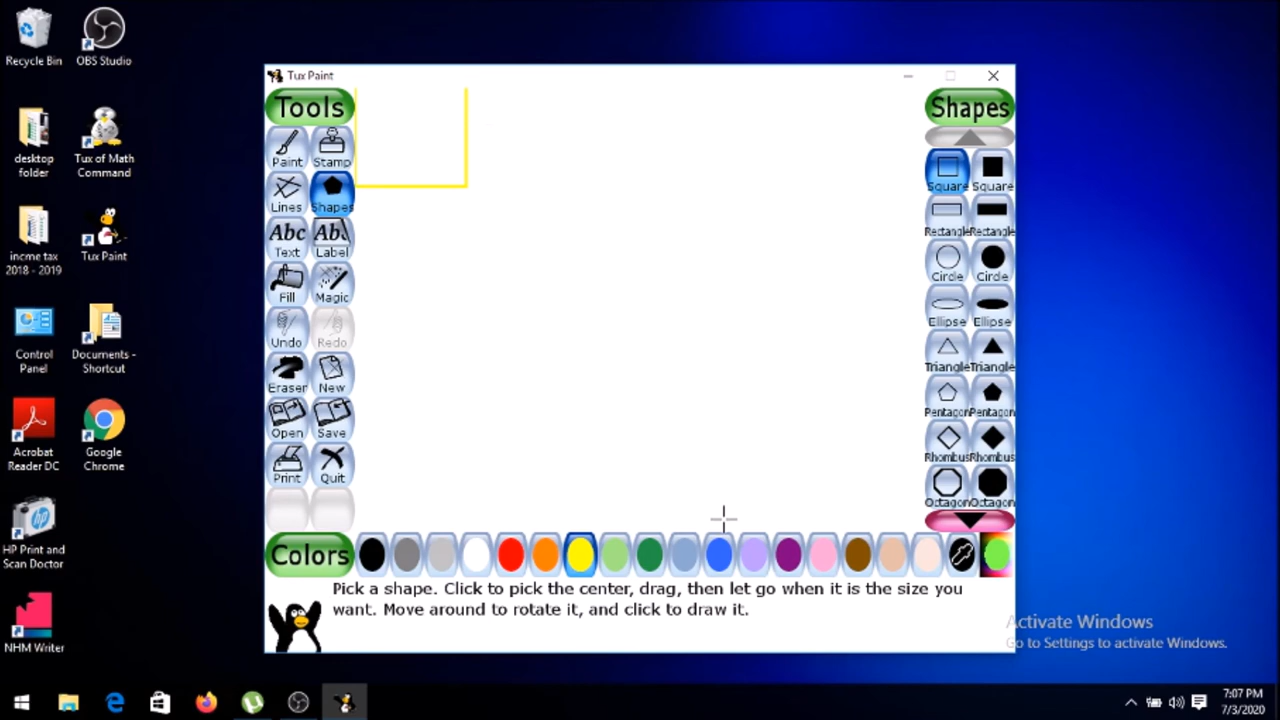 Recycle Bin
OBS Studio
desktop
folder
Tux of Math
Command
incme tax
2018 - 2019
Tux Paint
Control
Panel
Documents -
Shortcut
Acrobat
Reader DC
Google
Chrome
HP Print and
Scan Doctor
NHM Writer
Tux Paint
Tools
Paint
Stamp
Lines
Shapes
Abc
Text
Abc
Label
Fill
Magic
Undo
Redo
Eraser
New
Open
Save
Print
Quit
Shapes
Square
Square
Rectangle
Rectangle
Circle
Circle
Ellipse
Ellipse
Triangle
Triangle
Pentagon
Pentagon
Rhombus
Rhombus
Octagon
Octagon
Colors
Pick a shape. Click to pick the center, drag, then let go when it is the size you
want. Move around to rotate it, and click to draw it.
Activate Windows
Go to Settings to activate Windows.
7:07 PM
7/3/2020